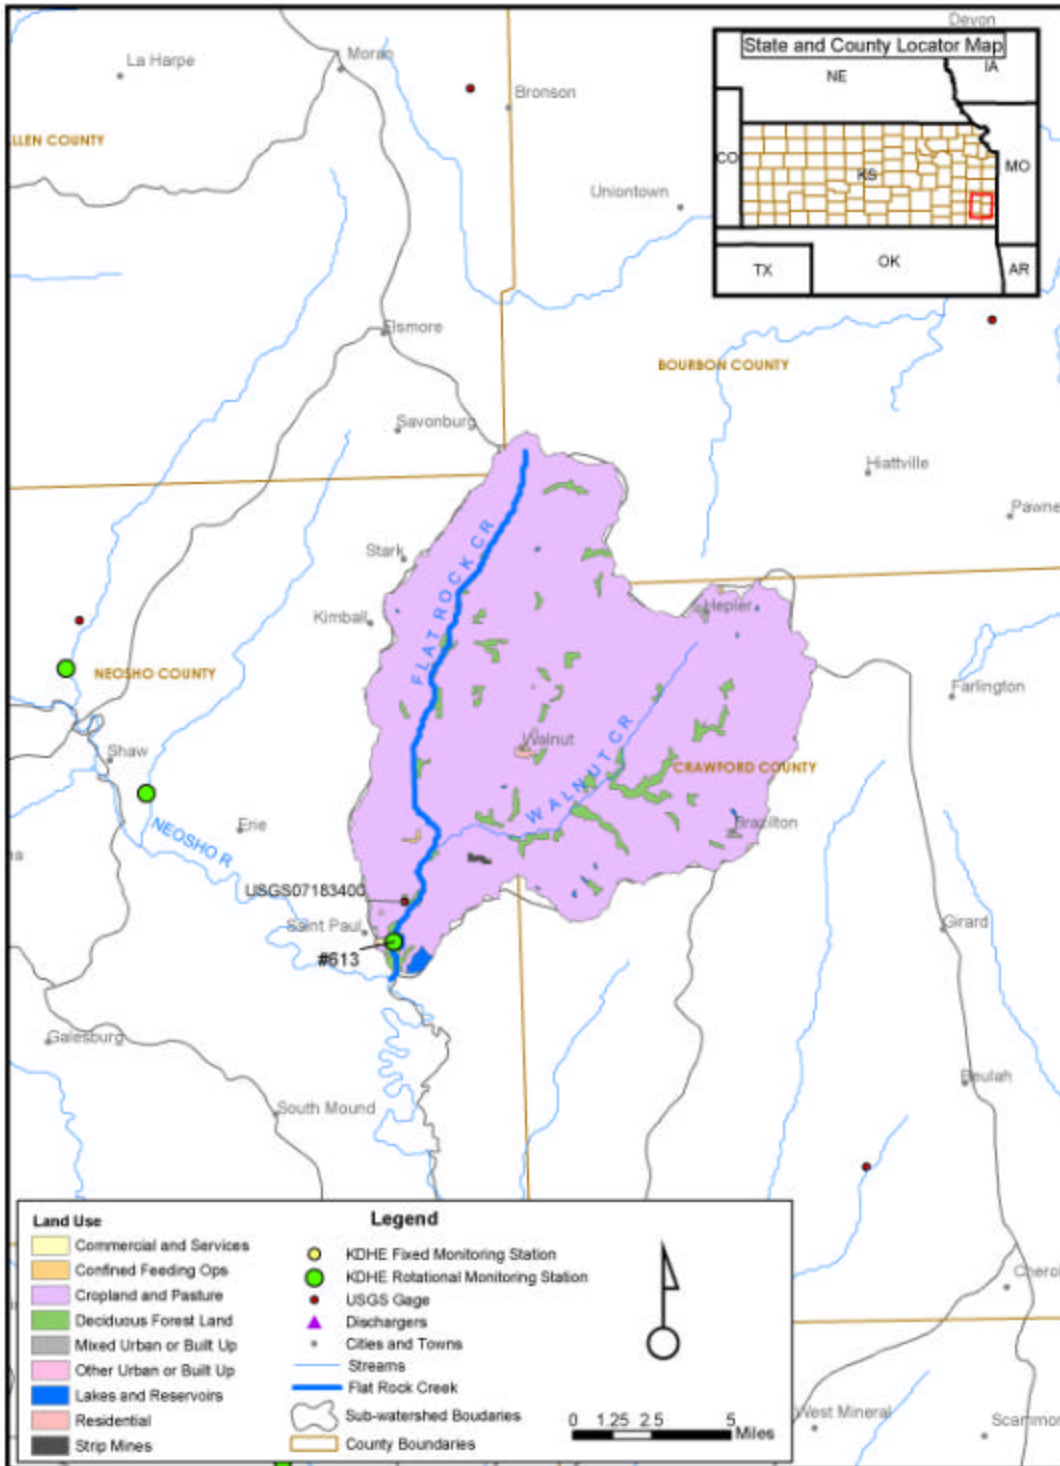 Devon
State and County Locator Map
NE
IA
CO
KS
MO
TX
OK
AR
La Harpe
Moran
Bronson
LLEN COUNTY
Uniontown
Elsmore
BOURBON COUNTY
Savonburg
Hiattville
Pawne
Stark
FLAT ROCK CR
Kimball
Hepler
NEOSHO COUNTY
Farlington
Shaw
Walnut
WALNUT CR
CRAWFORD COUNTY
Erie
NEOSHO R
Brazilton
na
USGS07183400
Saint Paul
#613
Girard
Galesburg
Beulah
South Mound
Land Use
Commercial and Services
Confined Feeding Ops
Cropland and Pasture
Deciduous Forest Land
Mixed Urban or Built Up
Other Urban or Built Up
Lakes and Reservoirs
Residential
Strip Mines
Legend
KDHE Fixed Monitoring Station
KDHE Rotational Monitoring Station
USGS Gage
Dischargers
Cities and Towns
Streams
Flat Rock Creek
Sub-watershed Boudaries
County Boundaries
0 1.25 2.5 5
Miles
Cherok
West Mineral
Scammon